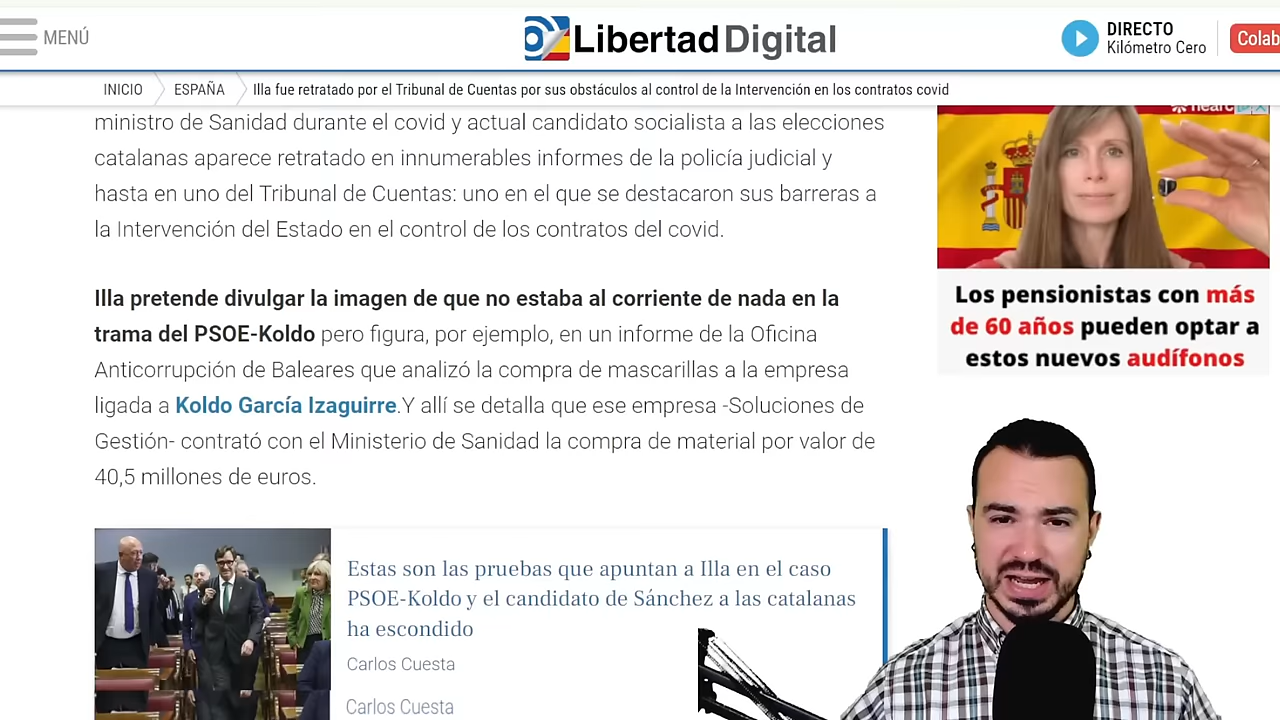 MENÚ
Libertad Digital
DIRECTO
Kilómetro Cero
Colab
INICIO
ESPAÑA
Illa fue retratado por el Tribunal de Cuentas por sus obstáculos al control de la Intervención en los contratos covid
ministro de Sanidad durante el covid y actual candidato socialista a las elecciones
catalanas aparece retratado en innumerables informes de la policía judicial y
hasta en uno del Tribunal de Cuentas: uno en el que se destacaron sus barreras a
la Intervención del Estado en el control de los contratos del covid.
Illa pretende divulgar la imagen de que no estaba al corriente de nada en la
trama del PSOE-Koldo pero figura, por ejemplo, en un informe de la Oficina
Anticorrupción de Baleares que analizó la compra de mascarillas a la empresa
ligada a Koldo García Izaguirre.Y allí se detalla que ese empresa -Soluciones de
Gestión- contrató con el Ministerio de Sanidad la compra de material por valor de
40,5 millones de euros.
Los pensionistas con más
de 60 años pueden optar a
estos nuevos audífonos
Estas son las pruebas que apuntan a Illa en el caso
PSOE-Koldo y el candidato de Sánchez a las catalanas
ha escondido
Carlos Cuesta
Carlos Cuesta